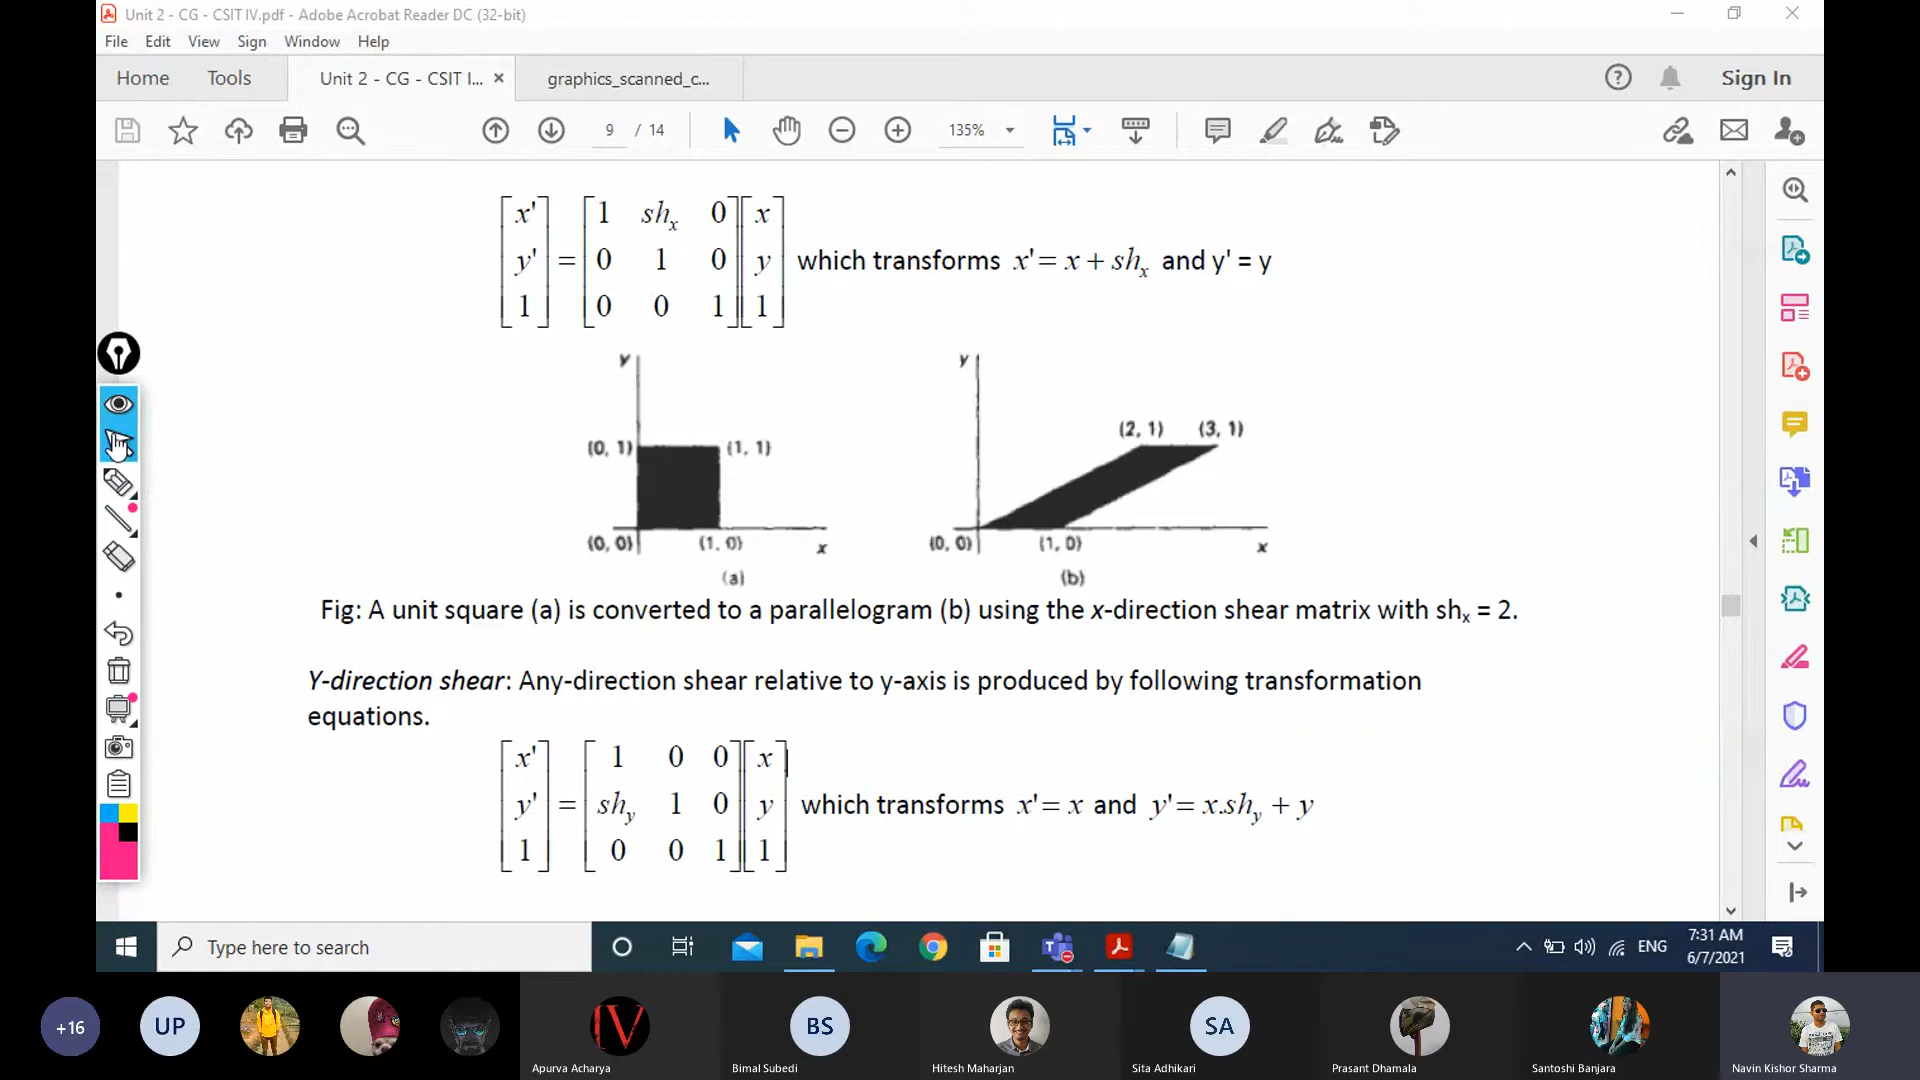 Unit 2 - CG - CSIT IV.pdf - Adobe Acrobat Reader DC (32-bit)
File Edit View Sign Window Help
Home Tools Unit 2 - CG - CSIT I... × graphics_scanned_c... Sign In
9 / 14 135%
[x'] = [1 shx 0][x]
[y'] = [0 1 0][y] which transforms x' = x + shx and y' = y
[1] = [0 0 1][1]
y y
(2, 1) (3, 1)
(0, 1) (1, 1)
(0, 0) (1, 0) x (0, 0) (1, 0) x
(a) (b)
Fig: A unit square (a) is converted to a parallelogram (b) using the x-direction shear matrix with shx = 2.
Y-direction shear: Any-direction shear relative to y-axis is produced by following transformation
equations.
[x'] = [1 0 0][x]
[y'] = [shy 1 0][y] which transforms x' = x and y' = x.shy + y
[1] = [0 0 1][1]
Type here to search ENG 7:31 AM
6/7/2021
+16 UP IV BS SA
Apurva Acharya Bimal Subedi Hitesh Maharjan Sita Adhikari Prasant Dhamala Santoshi Banjara Navin Kishor Sharma